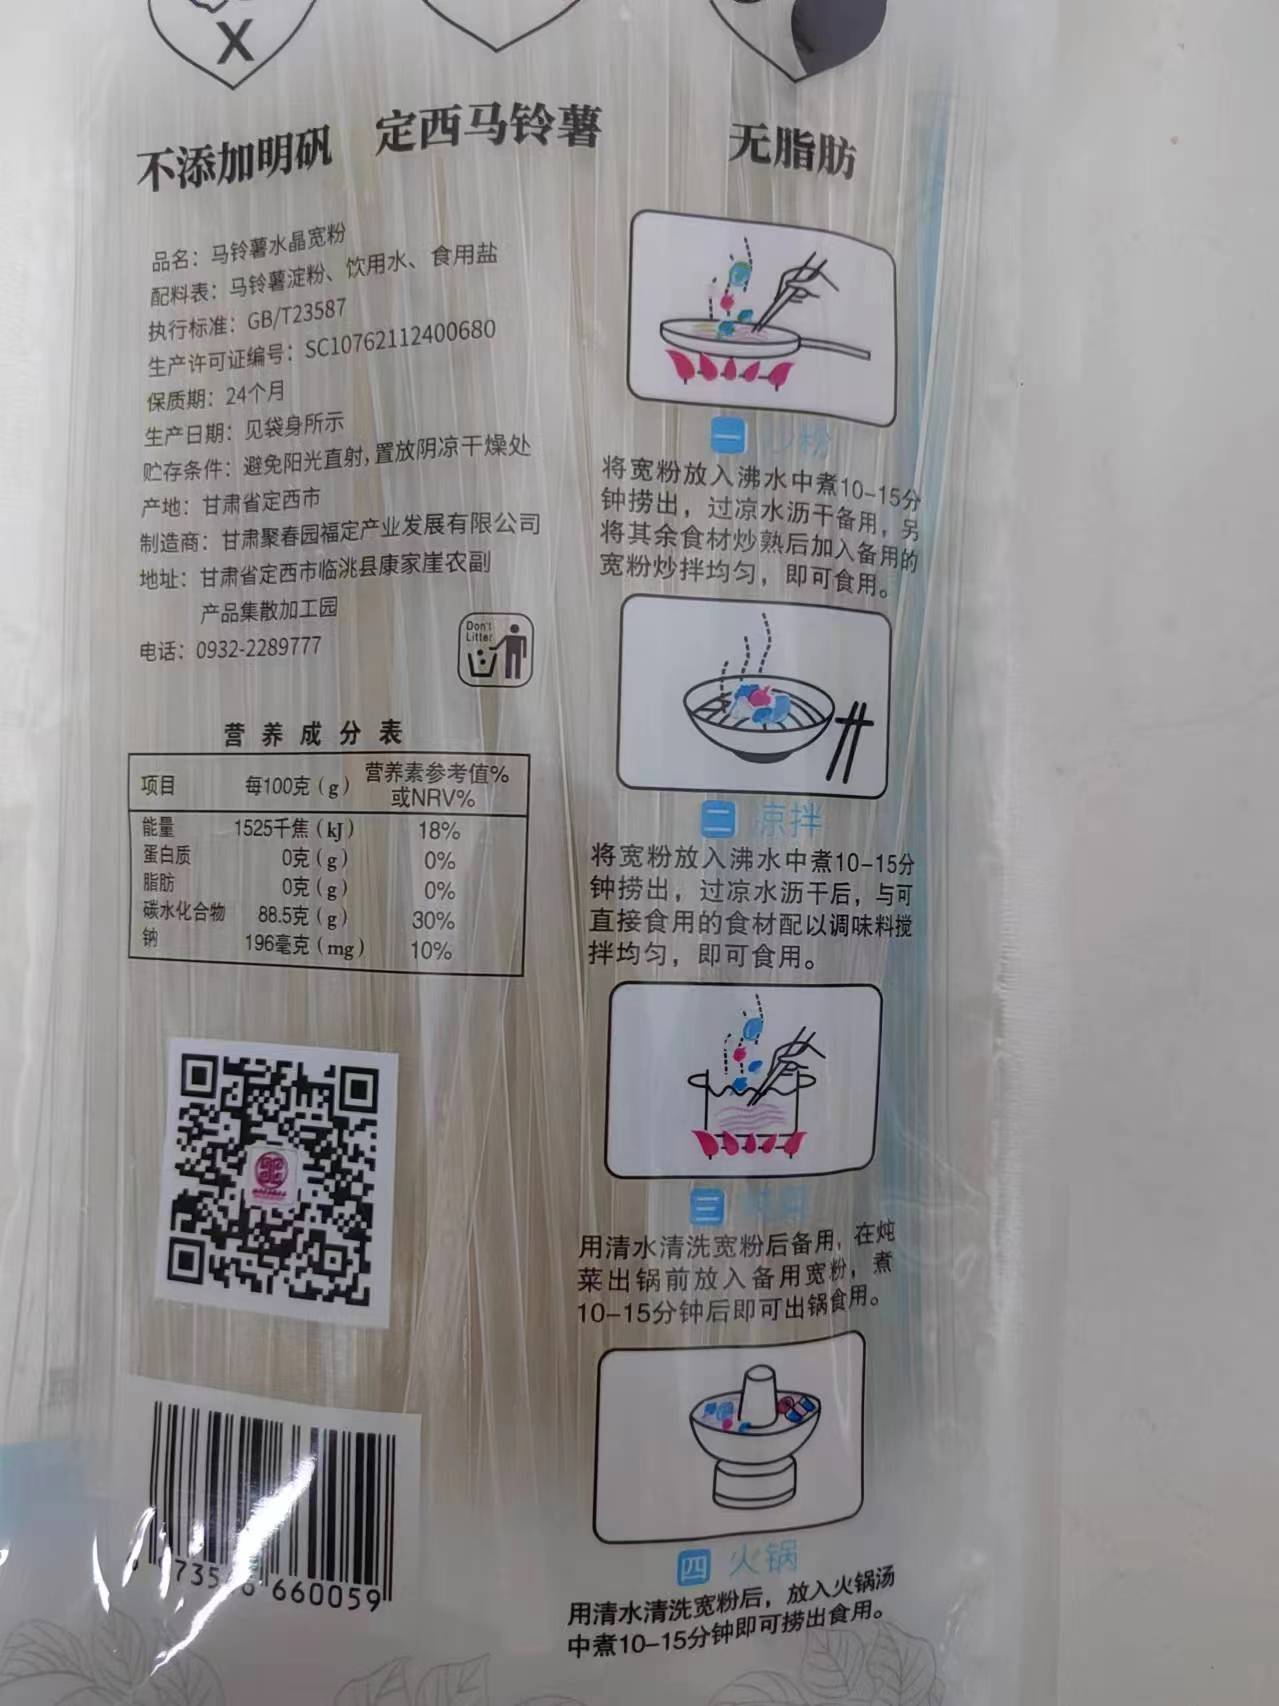 X
不添加明矾
定西马铃薯
无脂肪
品名：马铃薯水晶宽粉
配料表：马铃薯淀粉、饮用水、食用盐
执行标准：GB/T23587
生产许可证编号：SC10762112400680
保质期：24个月
生产日期：见袋身所示
贮存条件：避免阳光直射，置放阴凉干燥处
产地：甘肃省定西市
制造商：甘肃聚春园福定产业发展有限公司
地址：甘肃省定西市临洮县康家崖农副
产品集散加工园
电话：0932-2289777
Don't
Litter
营养成分表
项目 每100克（g） 营养素参考值%
或NRV%
能量 1525千焦（kJ） 18%
蛋白质 0克（g） 0%
脂肪 0克（g） 0%
碳水化合物 88.5克（g） 30%
钠 196毫克（mg） 10%
660059
一 炒粉
将宽粉放入沸水中煮10-15分
钟捞出，过凉水沥干备用，另
将其余食材炒熟后加入备用的
宽粉炒拌均匀，即可食用。
二 凉拌
将宽粉放入沸水中煮10-15分
钟捞出，过凉水沥干后，与可
直接食用的食材配以调味料搅
拌均匀，即可食用。
三
用清水清洗宽粉后备用，在炖
菜出锅前放入备用宽粉，煮
10-15分钟后即可出锅食用。
四 火锅
用清水清洗宽粉后，放入火锅汤
中煮10-15分钟即可捞出食用。